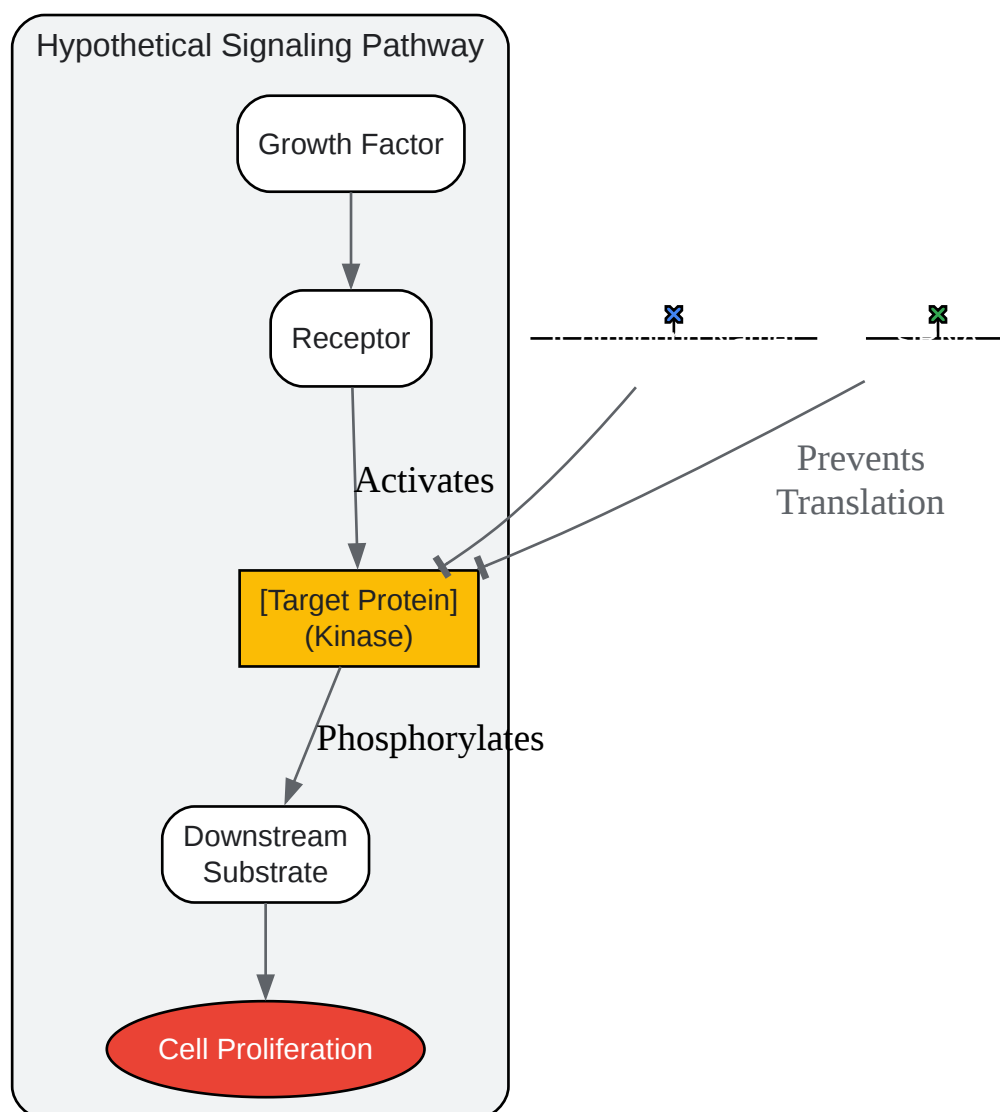 Hypothetical Signaling Pathway
Growth Factor
Receptor
Activates
Prevents
Translation
[Target Protein]
(Kinase)
Phosphorylates
Downstream
Substrate
Cell Proliferation